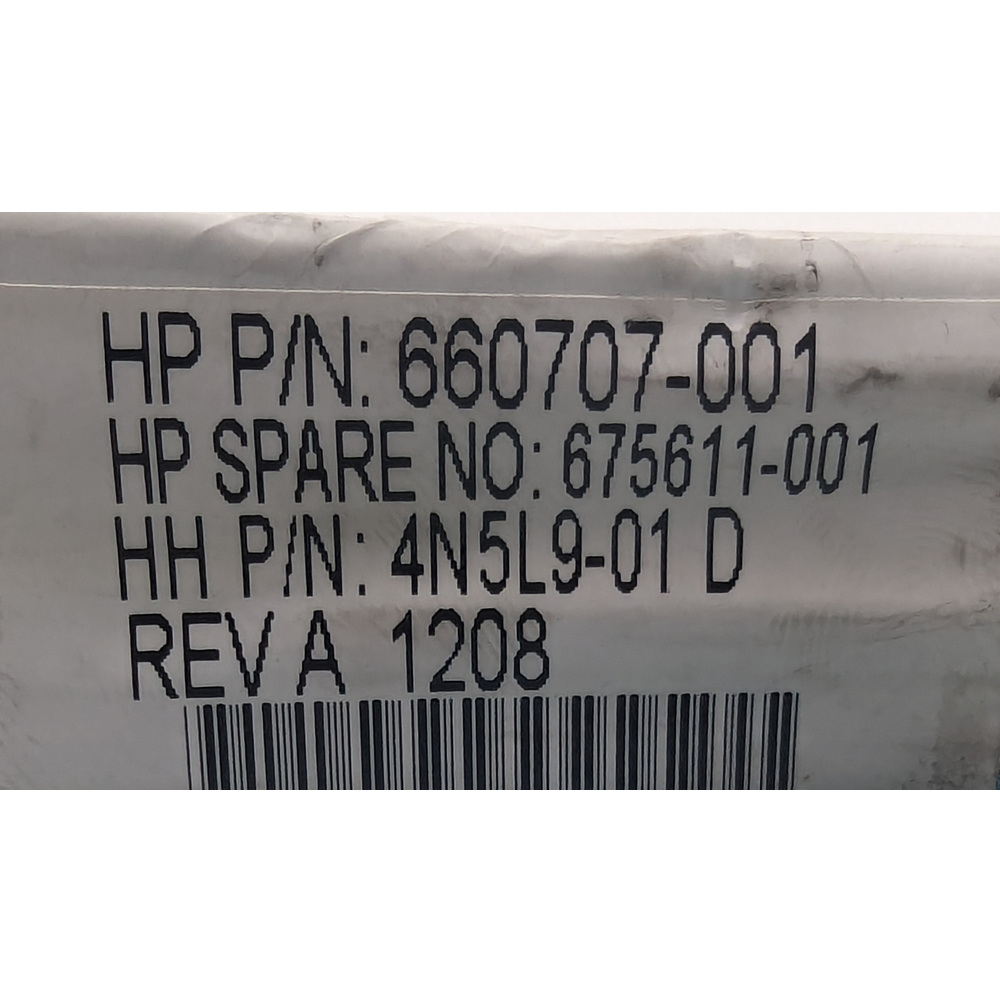 HP P/N: 660707-001
HP SPARE NO: 675611-001
HH P/N: 4N5L9-01 D
REV A 1208